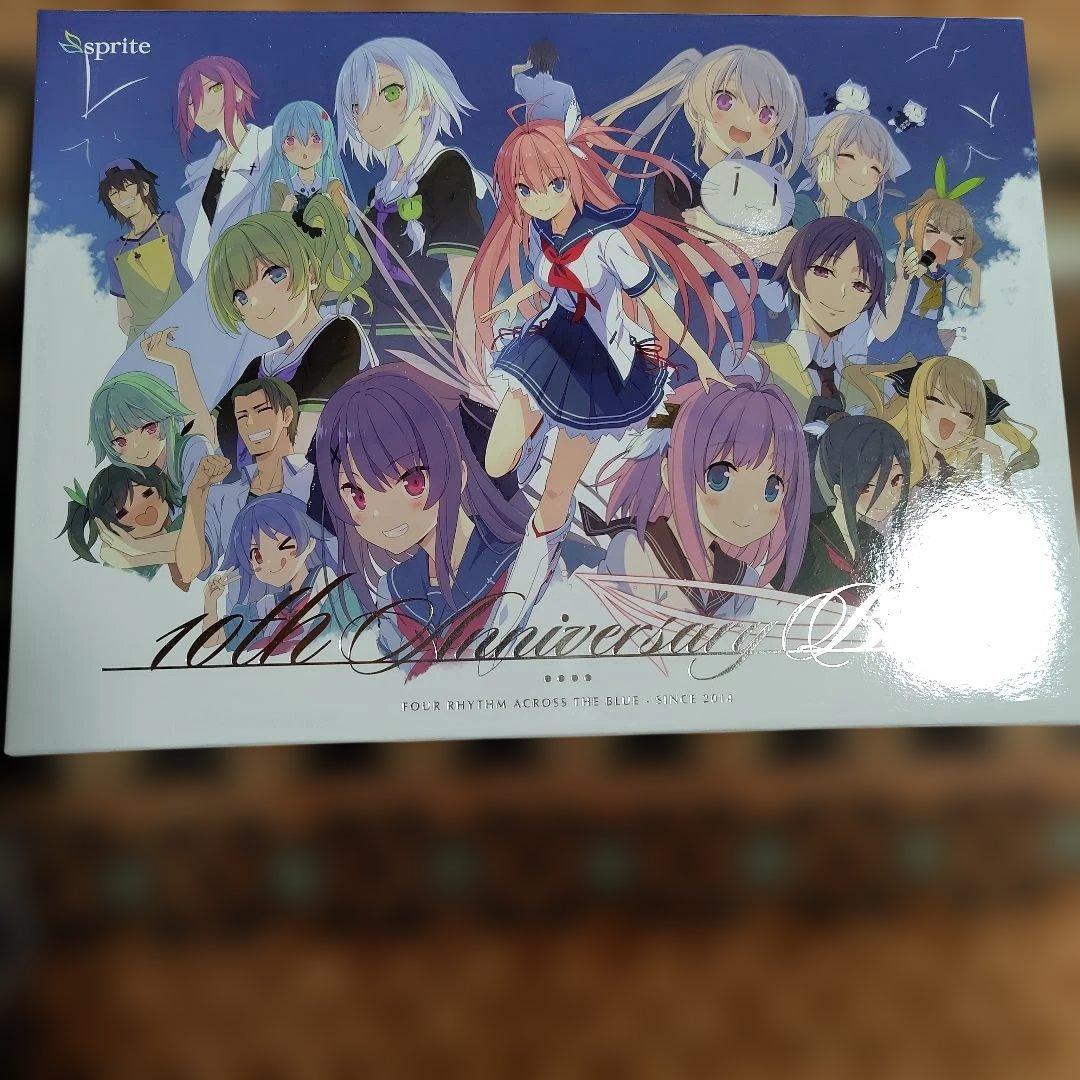 sprite
10th Anniversary
FOUR RHYTHM ACROSS THE BLUE - SINCE 2014